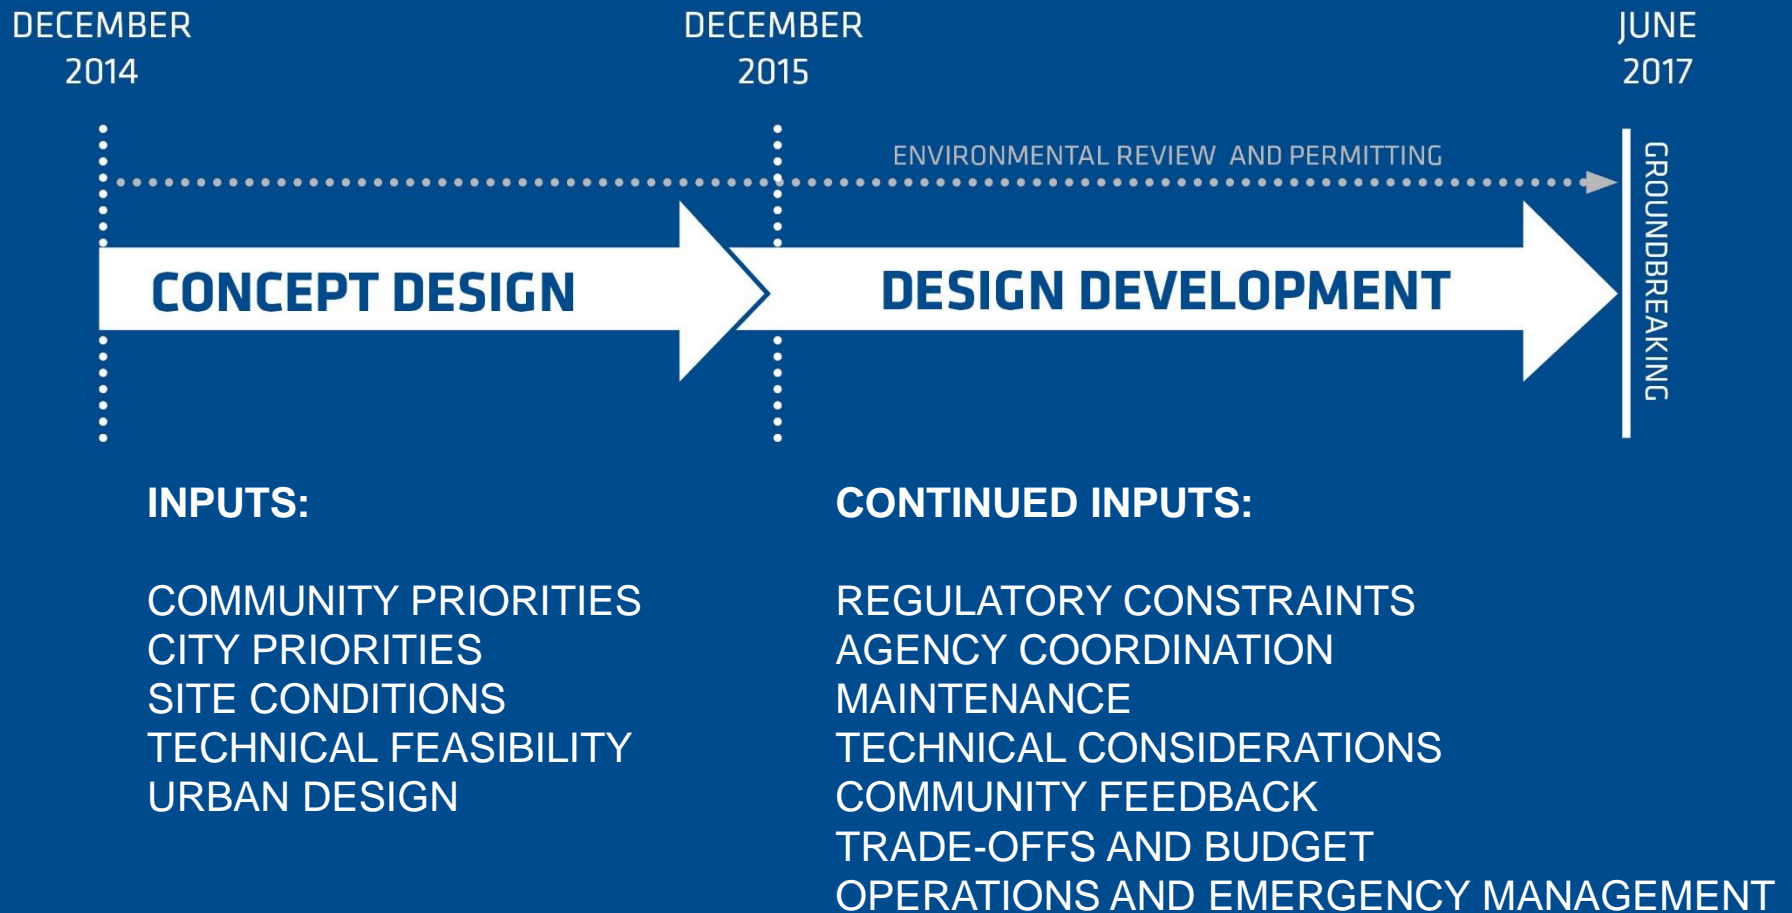 DECEMBER
2014
DECEMBER
2015
JUNE
2017
ENVIRONMENTAL REVIEW AND PERMITTING
GROUNDBREAKING
CONCEPT DESIGN
DESIGN DEVELOPMENT
INPUTS:
COMMUNITY PRIORITIES
CITY PRIORITIES
SITE CONDITIONS
TECHNICAL FEASIBILITY
URBAN DESIGN
CONTINUED INPUTS:
REGULATORY CONSTRAINTS
AGENCY COORDINATION
MAINTENANCE
TECHNICAL CONSIDERATIONS
COMMUNITY FEEDBACK
TRADE-OFFS AND BUDGET
OPERATIONS AND EMERGENCY MANAGEMENT